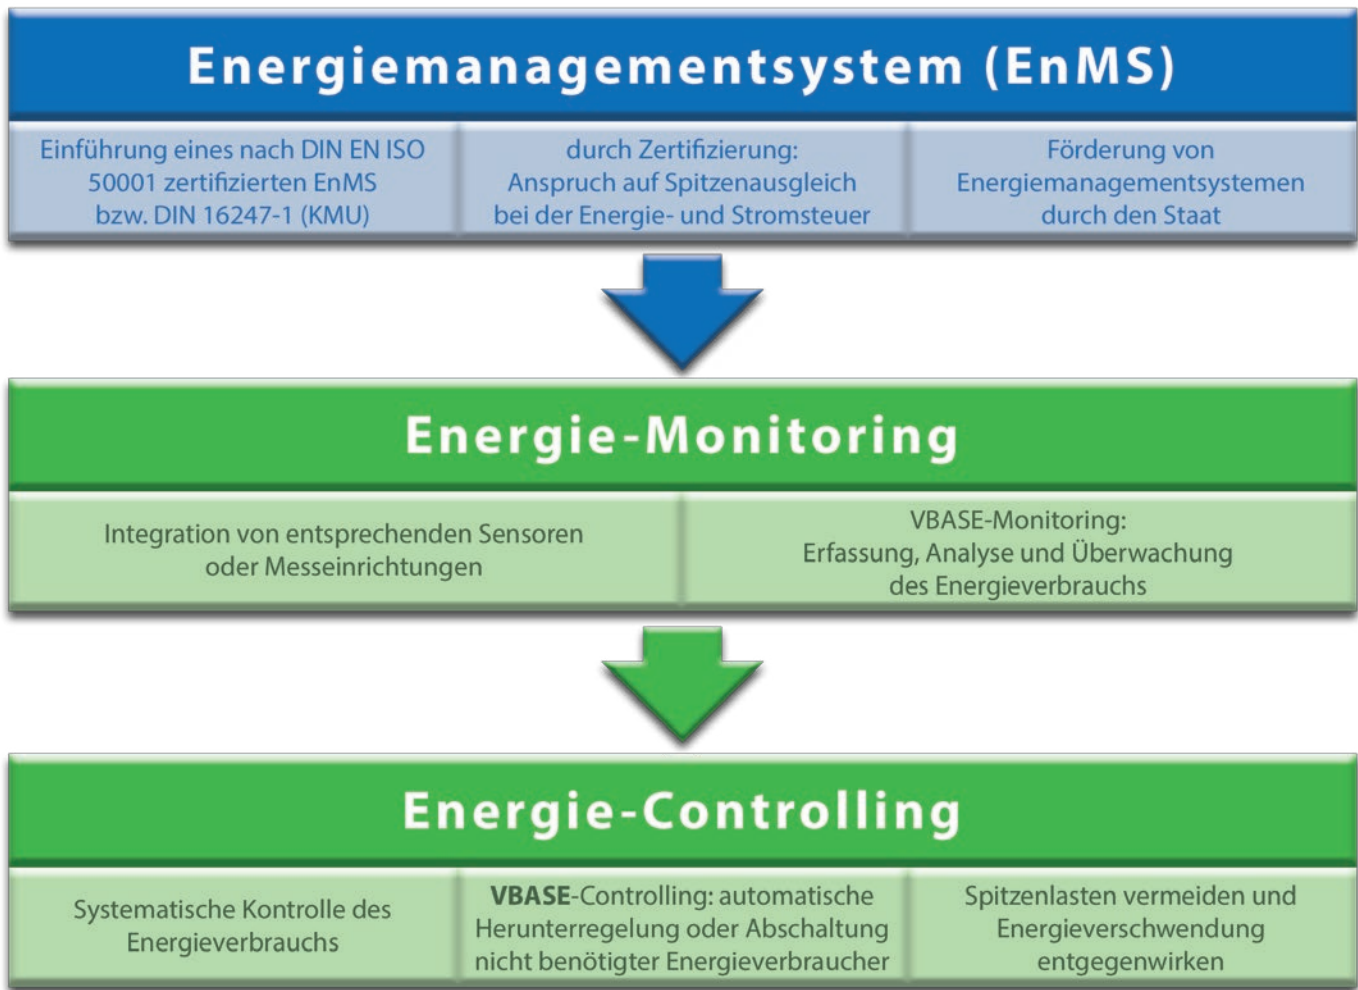 Energiemanagementsystem (EnMS)
Einführung eines nach DIN EN ISO
50001 zertifizierten EnMS
bzw. DIN 16247-1 (KMU)
durch Zertifizierung:
Anspruch auf Spitzenausgleich
bei der Energie- und Stromsteuer
Förderung von
Energiemanagementsystemen
durch den Staat
Energie-Monitoring
Integration von entsprechenden Sensoren
oder Messeinrichtungen
VBASE-Monitoring:
Erfassung, Analyse und Überwachung
des Energieverbrauchs
Energie-Controlling
Systematische Kontrolle des
Energieverbrauchs
VBASE-Controlling: automatische
Herunterregelung oder Abschaltung
nicht benötigter Energieverbraucher
Spitzenlasten vermeiden und
Energieverschwendung
entgegenwirken